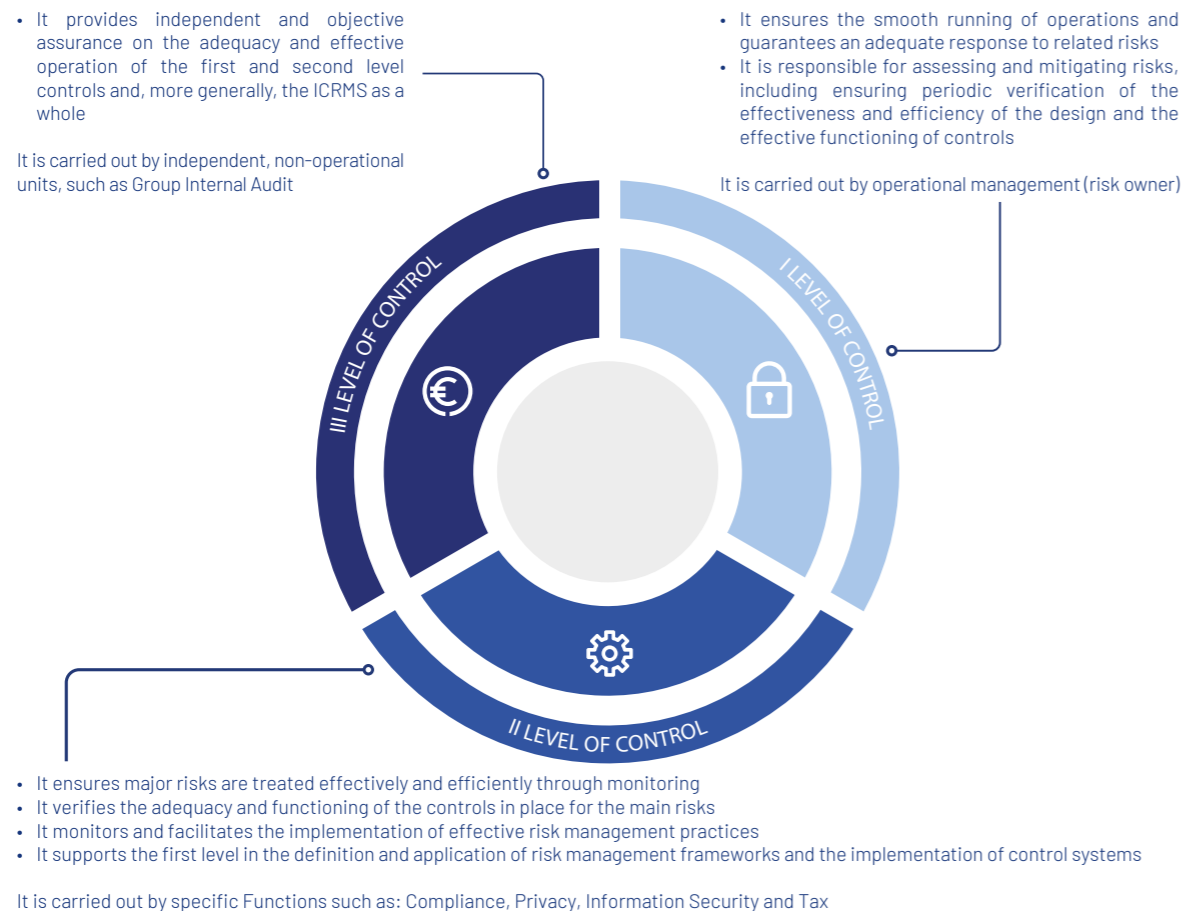 • It provides independent and objective
assurance on the adequacy and effective
operation of the first and second level
controls and, more generally, the ICRMS as a
whole
It is carried out by independent, non-operational
units, such as Group Internal Audit
• It ensures the smooth running of operations and
guarantees an adequate response to related risks
• It is responsible for assessing and mitigating risks,
including ensuring periodic verification of the
effectiveness and efficiency of the design and the
effective functioning of controls
It is carried out by operational management (risk owner)
III LEVEL OF CONTROL
I LEVEL OF CONTROL
€
II LEVEL OF CONTROL
• It ensures major risks are treated effectively and efficiently through monitoring
• It verifies the adequacy and functioning of the controls in place for the main risks
• It monitors and facilitates the implementation of effective risk management practices
• It supports the first level in the definition and application of risk management frameworks and the implementation of control systems
It is carried out by specific Functions such as: Compliance, Privacy, Information Security and Tax